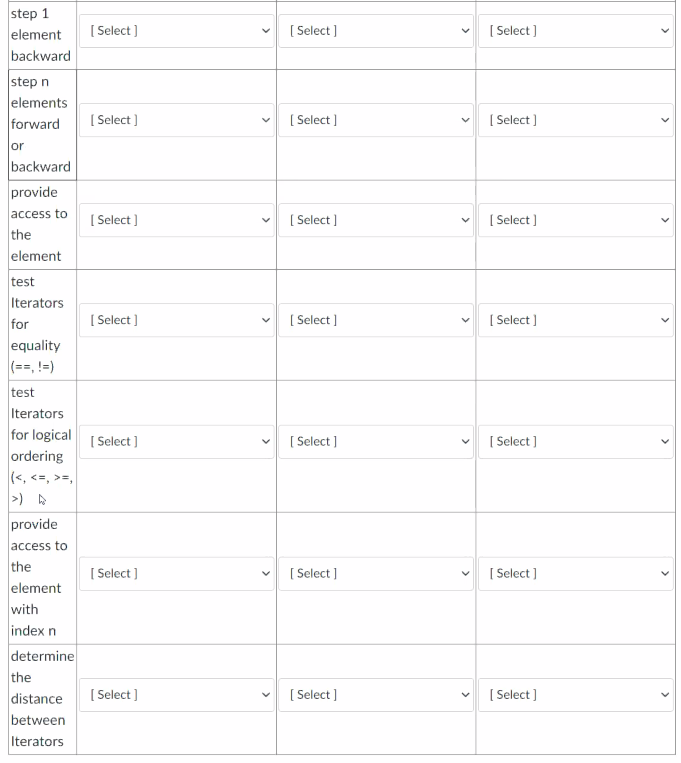 step 1
element
backward
[ Select ]
[ Select ]
[ Select ]
step n
elements
forward
or
backward
[ Select ]
[ Select ]
[ Select ]
provide
access to
the
element
[ Select ]
[ Select ]
[ Select ]
test
Iterators
for
equality
(==, !=)
[ Select ]
[ Select ]
[ Select ]
test
Iterators
for logical
ordering
(<, <=, >=,
>)
[ Select ]
[ Select ]
[ Select ]
provide
access to
the
element
with
index n
[ Select ]
[ Select ]
[ Select ]
determine
the
distance
between
Iterators
[ Select ]
[ Select ]
[ Select ]